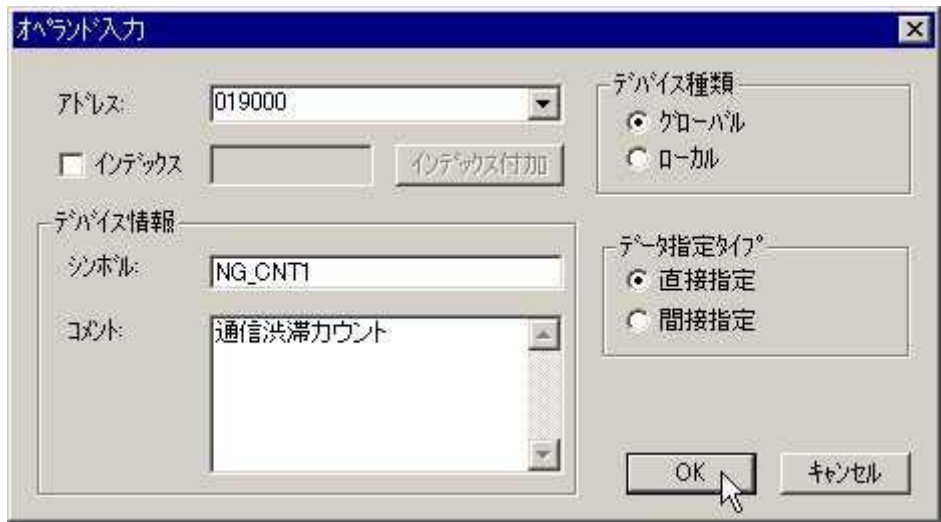 オペランド入力
アドレス:
019000
インデックス
インデックス付加
デバイス情報
シンボル:
NG_CNT1
コメント:
通信渋滞カウント
デバイス種類
グローバル
ローカル
データ指定タイプ
直接指定
間接指定
OK
キャンセル